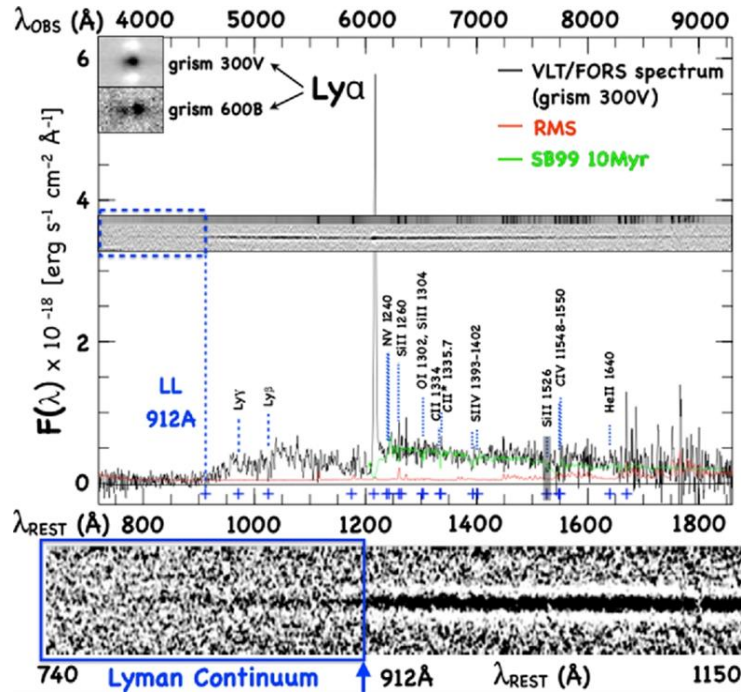 λOBS (Å) 4000 5000 6000 7000 8000 9000
6
4
2
0
F(λ) x 10⁻¹⁸ [erg s⁻¹ cm⁻² Å⁻¹]
grism 300V
grism 600B
Lyα
VLT/FORS spectrum
(grism 300V)
RMS
SB99 10Myr
LL
912A
Lyγ
Lyβ
NV 1240
SiII 1260
OI 1302, SiII 1304
CII 1334
CII* 1335.7
SiIV 1393-1402
SiII 1526
CIV 11548-1550
HeII 1640
λREST (Å) 800 1000 1200 1400 1600 1800
740 Lyman Continuum 912Å λREST (Å) 1150